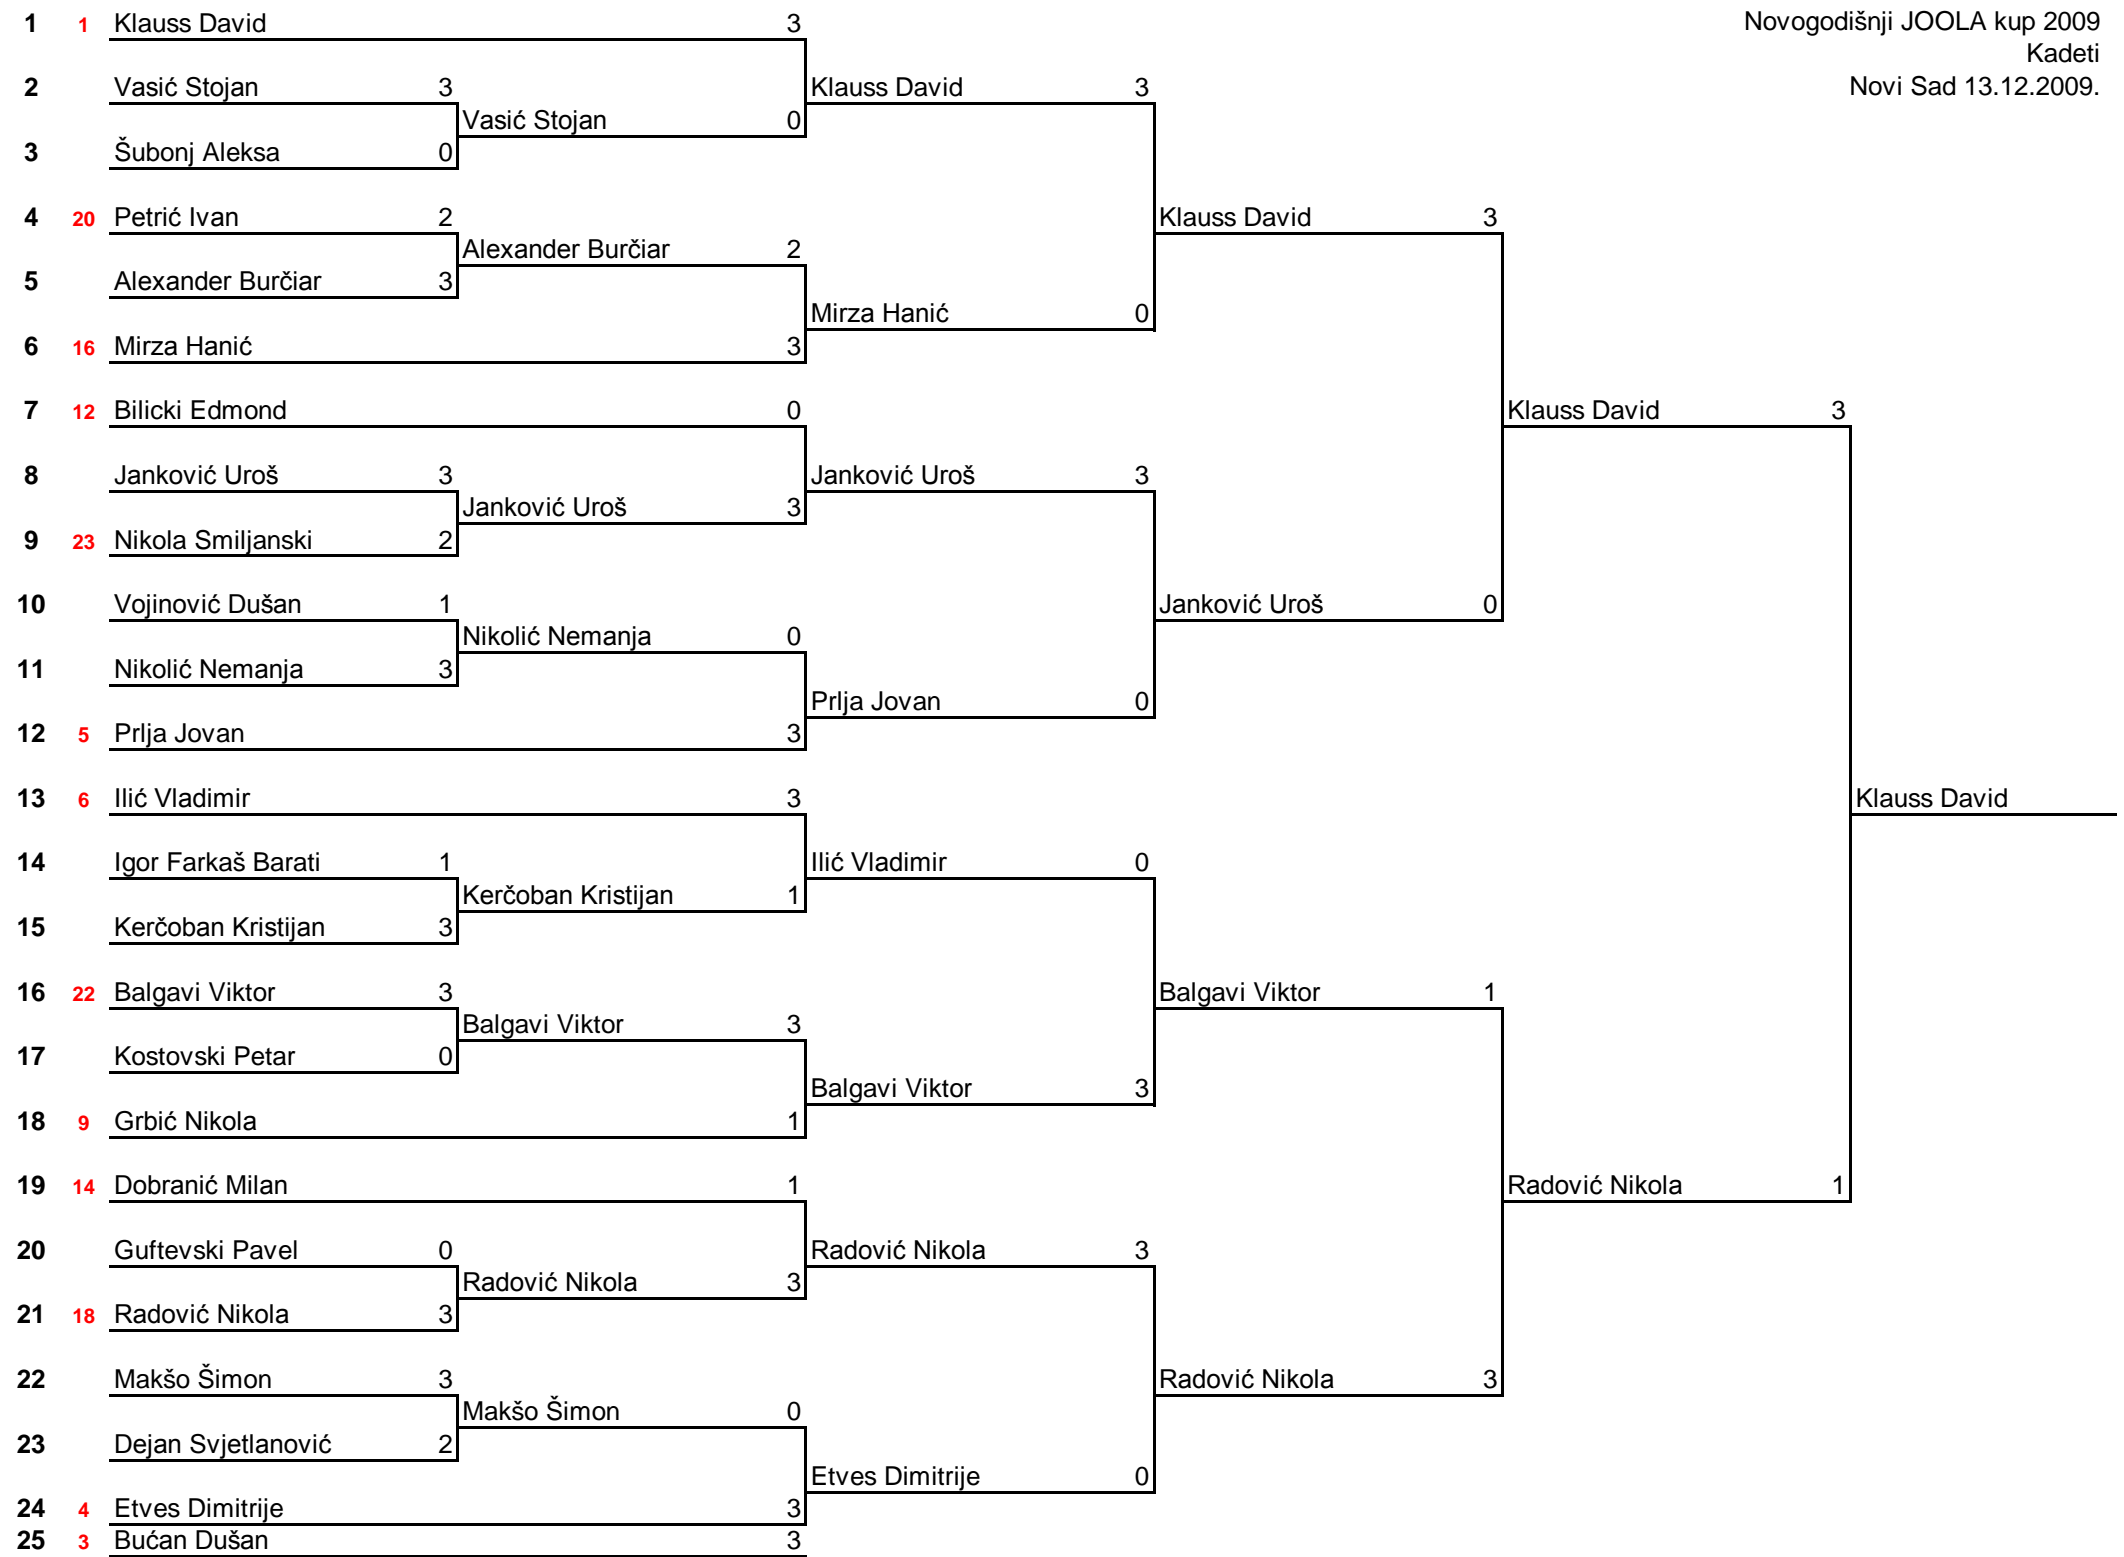 1 1 Klauss David 3 Novogodišnji JOOLA kup 2009
Kadeti
2 Vasić Stojan 3 Klauss David 3 Novi Sad 13.12.2009.
Vasić Stojan 0
3 Šubonj Aleksa 0
4 20 Petrić Ivan 2 Klauss David 3
Alexander Burčiar 2
5 Alexander Burčiar 3
Mirza Hanić 0
6 16 Mirza Hanić 3
7 12 Bilicki Edmond 0 Klauss David 3
8 Janković Uroš 3 Janković Uroš 3
Janković Uroš 3
9 23 Nikola Smiljanski 2
10 Vojinović Dušan 1 Janković Uroš 0
Nikolić Nemanja 0
11 Nikolić Nemanja 3
Prlja Jovan 0
12 5 Prlja Jovan 3
13 6 Ilić Vladimir 3 Klauss David
14 Igor Farkaš Barati 1 Ilić Vladimir 0
Kerčoban Kristijan 1
15 Kerčoban Kristijan 3
16 22 Balgavi Viktor 3 Balgavi Viktor 1
Balgavi Viktor 3
17 Kostovski Petar 0
Balgavi Viktor 3
18 9 Grbić Nikola 1
19 14 Dobranić Milan 1 Radović Nikola 1
20 Guftevski Pavel 0 Radović Nikola 3
Radović Nikola 3
21 18 Radović Nikola 3
22 Makšo Šimon 3 Radović Nikola 3
Makšo Šimon 0
23 Dejan Svjetlanović 2
Etves Dimitrije 0
24 4 Etves Dimitrije 3
25 3 Bućan Dušan 3